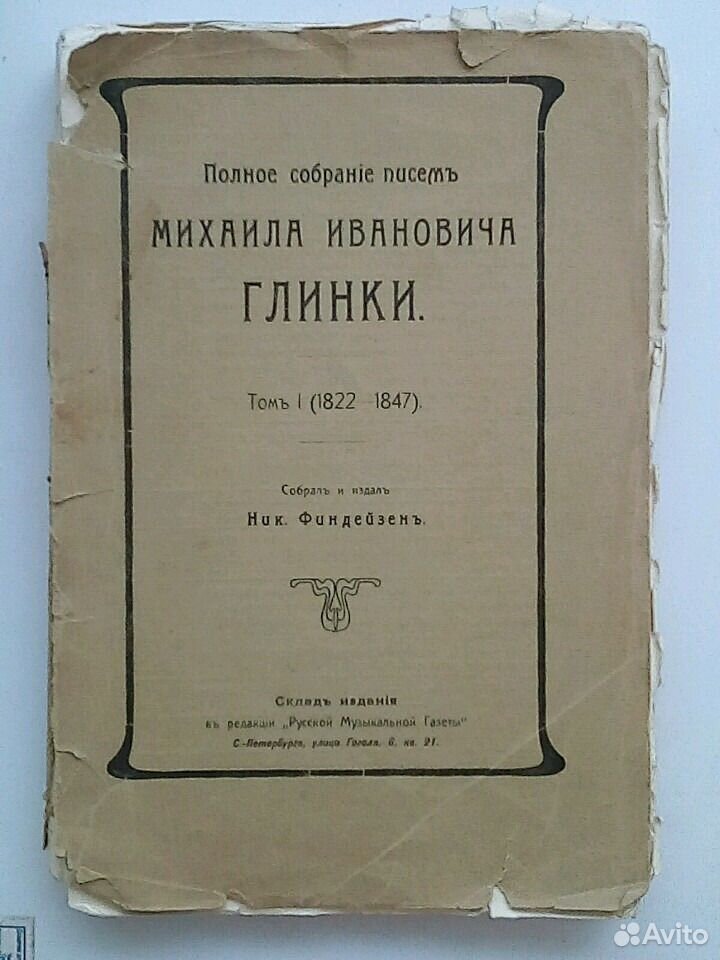 Полное собраніе писемъ
МИХАИЛА ИВАНОВИЧА
ГЛИНКИ.
Томъ I (1822—1847).
Собралъ и издалъ
Ник. Финдейзенъ.
Складъ изданія
въ редакціи „Русской Музыкальной Газеты“
С.-Петербургъ, улица Гоголя, 6, кв. 21.
Avito